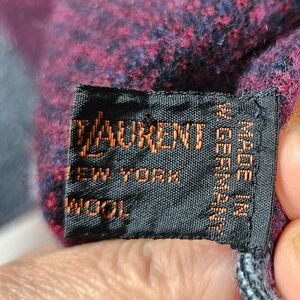 LAURENT
EW YORK
WOOL
MADE IN
W GERMANY